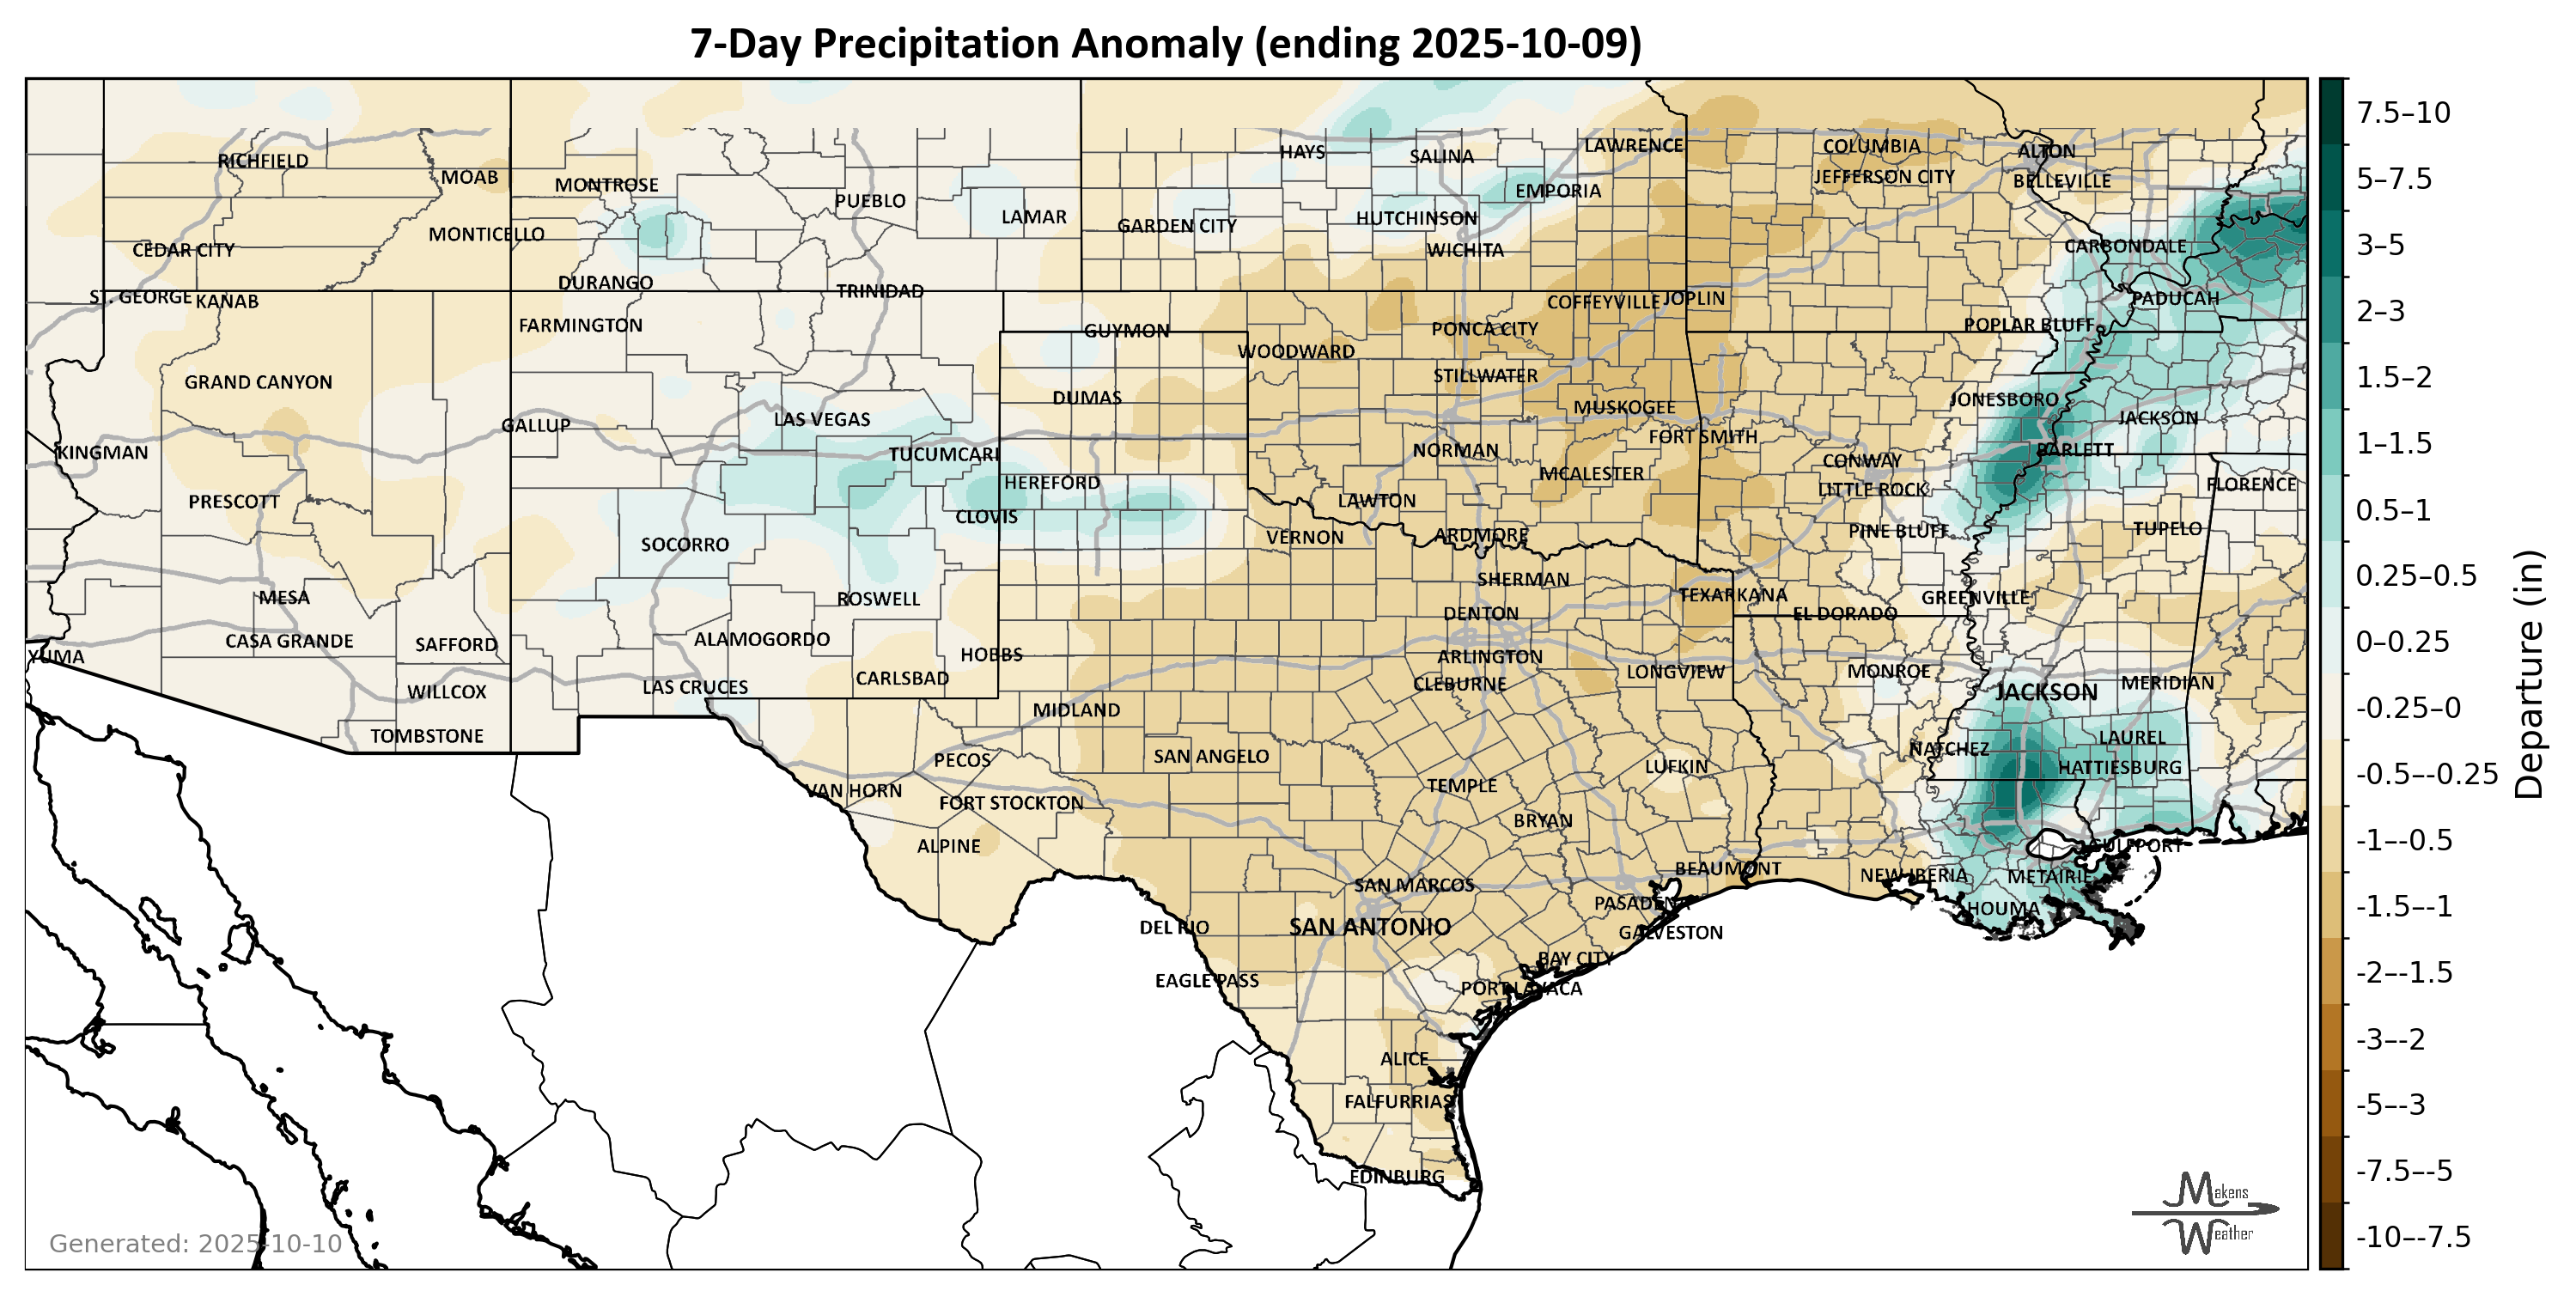 7-Day Precipitation Anomaly (ending 2025-10-09)
RICHFIELD
MOAB
MONTROSE
PUEBLO
LAMAR
HAYS
SALINA
LAWRENCE
COLUMBIA
ALTON
JEFFERSON CITY
BELLEVILLE
EMPORIA
HUTCHINSON
GARDEN CITY
WICHITA
MONTICELLO
CEDAR CITY
CARBONDALE
DURANGO
TRINIDAD
ST. GEORGE
KANAB
COFFEYVILLE
JOPLIN
PADUCAH
FARMINGTON
GUYMON
PONCA CITY
POPLAR BLUFF
WOODWARD
GRAND CANYON
STILLWATER
DUMAS
MUSKOGEE
JONESBORO
GALLUP
LAS VEGAS
JACKSON
KINGMAN
TUCUMCARI
NORMAN
FORT SMITH
BARLETT
CONWAY
PRESCOTT
HEREFORD
MCALESTER
LITTLE ROCK
FLORENCE
LAWTON
CLOVIS
VERNON
ARDMORE
PINE BLUFF
TUPELO
SOCORRO
SHERMAN
MESA
ROSWELL
DENTON
TEXARKANA
EL DORADO
GREENVILLE
CASA GRANDE
SAFFORD
ALAMOGORDO
HOBBS
ARLINGTON
YUMA
CARLSBAD
CLEBURNE
LONGVIEW
MONROE
JACKSON
MERIDIAN
WILLCOX
LAS CRUCES
MIDLAND
TOMBSTONE
PECOS
SAN ANGELO
NATCHEZ
LAUREL
LUFKIN
HATTIESBURG
VAN HORN
FORT STOCKTON
TEMPLE
BRYAN
ALPINE
GULFPORT
BEAUMONT
NEW IBERIA
METAIRIE
SAN MARCOS
PASADENA
HOUMA
DEL RIO
SAN ANTONIO
GALVESTON
BAY CITY
EAGLE PASS
PORT LAVACA
ALICE
FALFURRIAS
EDINBURG
Generated: 2025-10-10
Makens
Weather
7.5–10
5–7.5
3–5
2–3
1.5–2
1–1.5
0.5–1
0.25–0.5
0–0.25
-0.25–0
-0.5–-0.25
-1–-0.5
-1.5–-1
-2–-1.5
-3–-2
-5–-3
-7.5–-5
-10–-7.5
Departure (in)